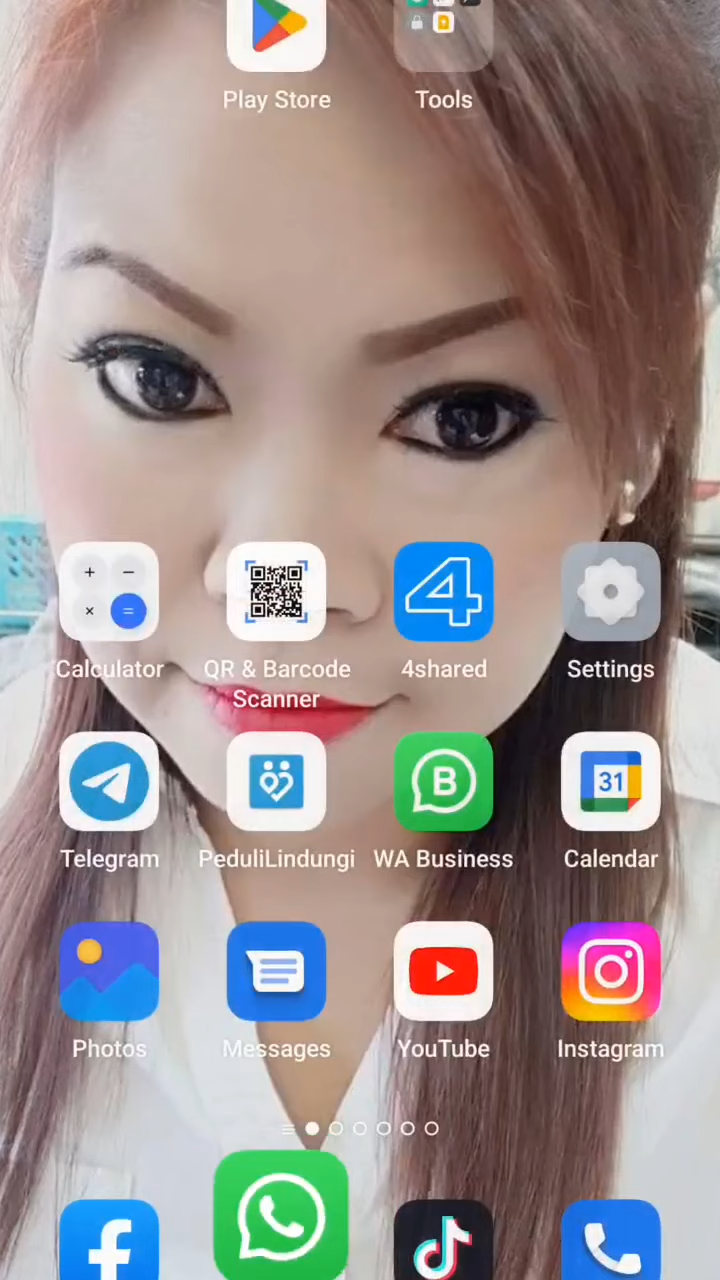 Play Store
Tools
Calculator
QR & Barcode
Scanner
4shared
Settings
Telegram
PeduliLindungi
B
WA Business
31
Calendar
Photos
Messages
YouTube
Instagram